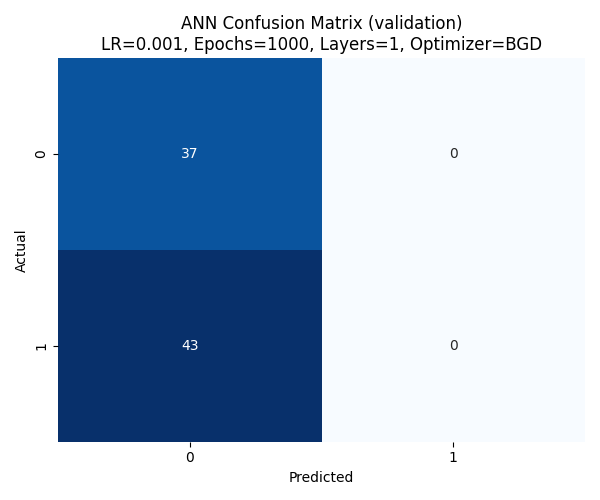 ANN Confusion Matrix (validation)
LR=0.001, Epochs=1000, Layers=1, Optimizer=BGD
Actual
0
37
0
1
43
0
0
1
Predicted